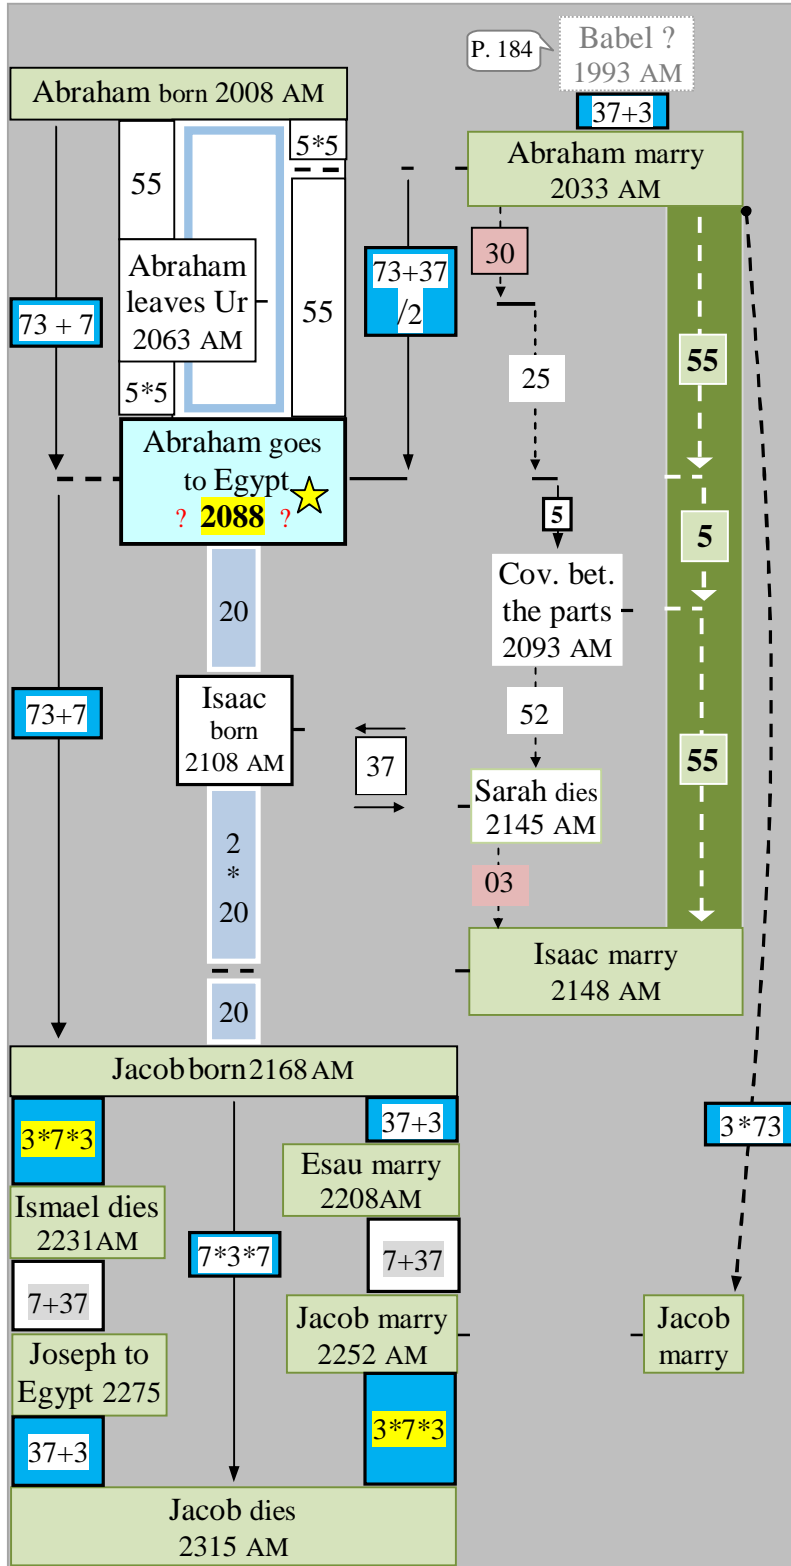 P. 184
Babel ?
1993 AM
37+3
Abraham born 2008 AM
5*5
55
Abraham marry
2033 AM
30
73+37
/2
Abraham
leaves Ur
2063 AM
55
73 + 7
55
25
5*5
Abraham goes
to Egypt
? 2088 ?
5
5
Cov. bet.
the parts
2093 AM
20
73+7
Isaac
born
2108 AM
52
37
55
Sarah dies
2145 AM
2
*
20
03
Isaac marry
2148 AM
20
Jacob born 2168 AM
3*7*3
37+3
3*73
Esau marry
2208AM
Ismael dies
2231AM
7*3*7
7+37
7+37
Jacob marry
2252 AM
Jacob
marry
Joseph to
Egypt 2275
3*7*3
37+3
Jacob dies
2315 AM